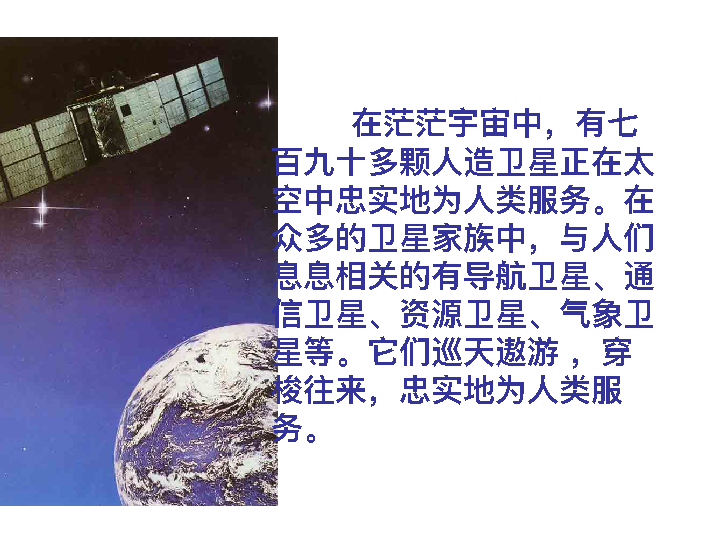 在茫茫宇宙中，有七
百九十多颗人造卫星正在太
空中忠实地为人类服务。在
众多的卫星家族中，与人们
息息相关的有导航卫星、通
信卫星、资源卫星、气象卫
星等。它们巡天遨游 ，穿
梭往来，忠实地为人类服
务。